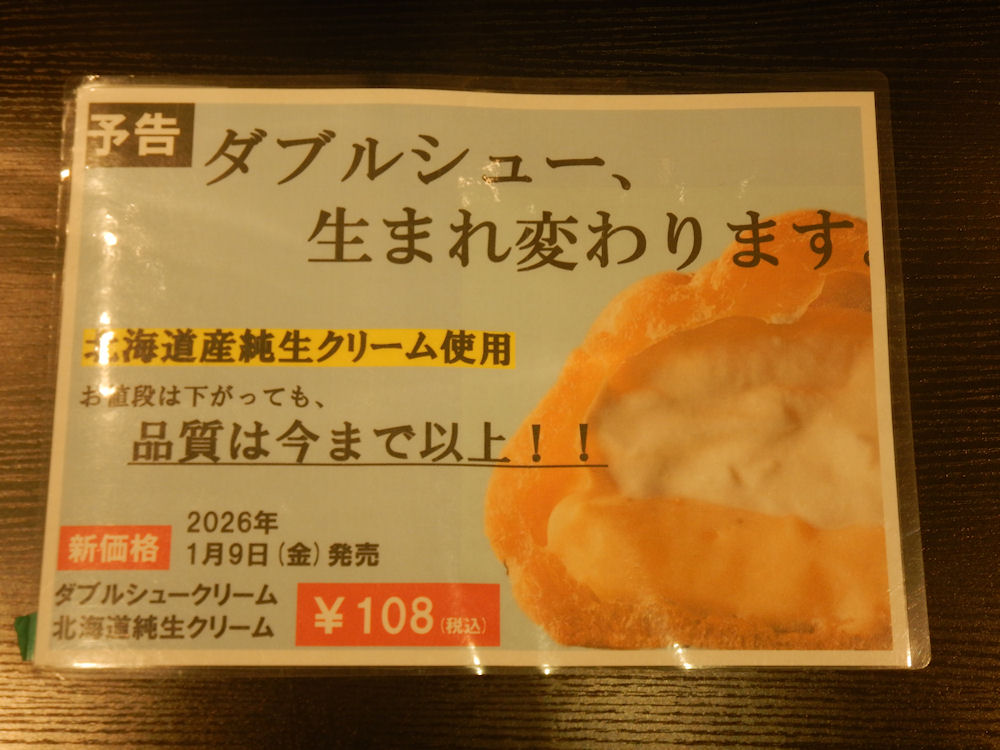 予告
ダブルシュー、
生まれ変わります。
北海道産純生クリーム使用
お値段は下がっても、
品質は今まで以上！！
新価格
2026年
1月9日(金)発売
ダブルシュークリーム
北海道純生クリーム
￥108(税込)